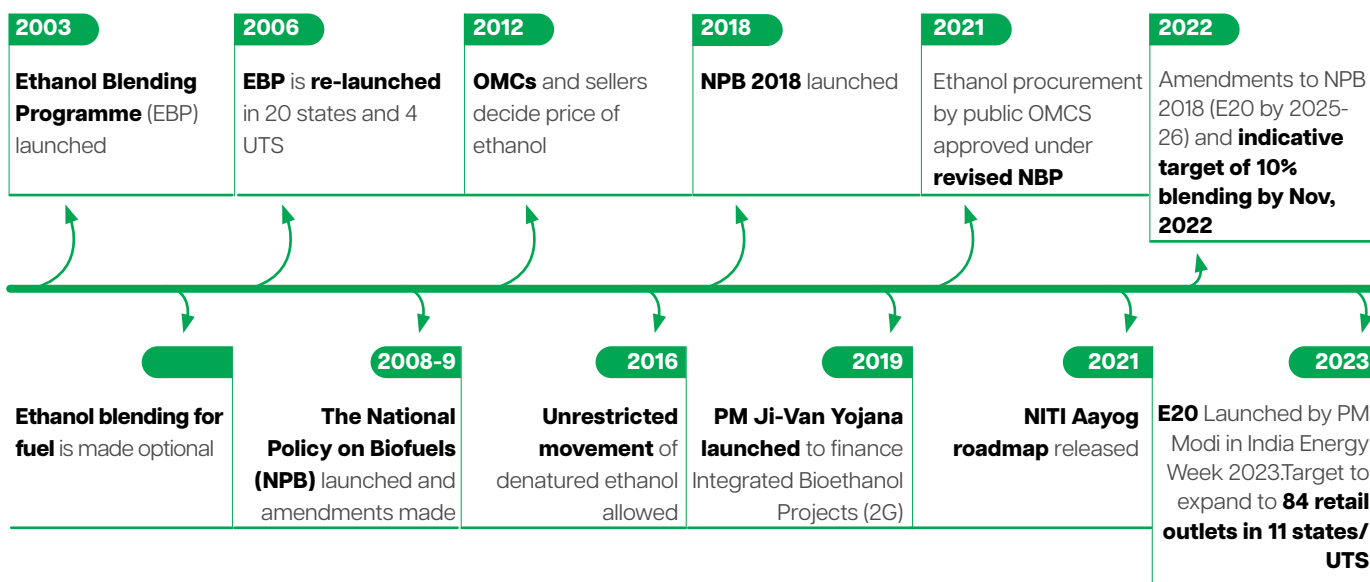 2003
Ethanol Blending
Programme (EBP)
launched
2006
EBP is re-launched
in 20 states and 4
UTS
2012
OMCs and sellers
decide price of
ethanol
2018
NPB 2018 launched
2021
Ethanol procurement
by public OMCS
approved under
revised NBP
2022
Amendments to NPB
2018 (E20 by 2025-
26) and indicative
target of 10%
blending by Nov,
2022
Ethanol blending for
fuel is made optional
2008-9
The National
Policy on Biofuels
(NPB) launched and
amendments made
2016
Unrestricted
movement of
denatured ethanol
allowed
2019
PM Ji-Van Yojana
launched to finance
Integrated Bioethanol
Projects (2G)
2021
NITI Aayog
roadmap released
2023
E20 Launched by PM
Modi in India Energy
Week 2023.Target to
expand to 84 retail
outlets in 11 states/
UTS